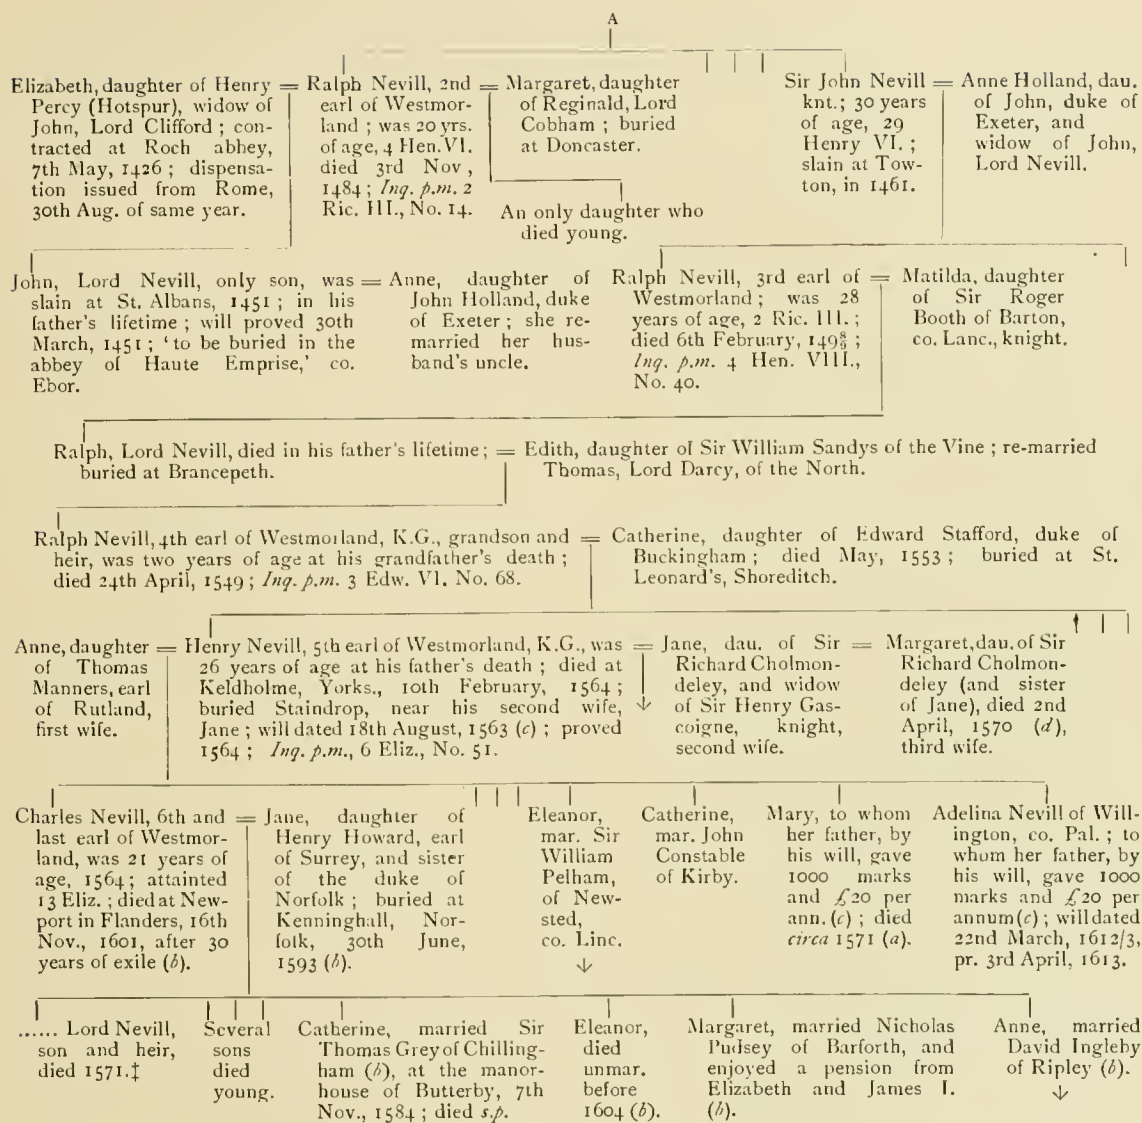 A
Elizabeth, daughter of Henry
Percy (Hotspur), widow of
John, Lord Clifford ; con-
tracted at Roch abbey,
7th May, 1426 ; dispensa-
tion issued from Rome,
30th Aug. of same year.
= Ralph Nevill, 2nd
earl of Westmor-
land ; was 20 yrs.
of age, 4 Hen. VI.
died 3rd Nov,
1484 ; Inq. p.m. 2
Ric. III., No. 14.
= Margaret, daughter
of Reginald, Lord
Cobham ; buried
at Doncaster.
An only daughter who
died young.
Sir John Nevill
knt.; 30 years
of age, 29
Henry VI. ;
slain at Tow-
ton, in 1461.
= Anne Holland, dau.
of John, duke of
Exeter, and
widow of John,
Lord Nevill.
John, Lord Nevill, only son, was
slain at St. Albans, 1451 ; in his
father's lifetime ; will proved 30th
March, 1451 ; 'to be buried in the
abbey of Haute Emprise,' co.
Ebor.
= Anne, daughter of
John Holland, duke
of Exeter ; she re-
married her hus-
band's uncle.
Ralph Nevill, 3rd earl of
Westmorland ; was 28
years of age, 2 Ric. III. ;
died 6th February,
Inq. p.m. 4 Hen. VIII.,
No. 40.
= Matilda, daughter
of Sir Roger
Booth of Barton,
co. Lanc., knight.
Ralph, Lord Nevill, died in his father's lifetime ;
buried at Brancepeth.
= Edith, daughter of Sir William Sandys of the Vine ; re-married
Thomas, Lord Darcy, of the North.
Ralph Nevill, 4th earl of Westmorland, K.G., grandson and
heir, was two years of age at his grandfather's death ;
died 24th April, 1549 ; Inq. p.m. 3 Edw. VI. No. 68.
= Catherine, daughter of Edward Stafford, duke of
Buckingham ; died May, 1553 ; buried at St.
Leonard's, Shoreditch.
Anne, daughter
of Thomas
Manners, earl
of Rutland,
first wife.
= Henry Nevill, 5th earl of Westmorland, K.G., was
26 years of age at his father's death ; died at
Keldholme, Yorks., 10th February, 1564 ;
buried Staindrop, near his second wife,
Jane ; will dated 18th August, 1563 (c) ; proved
1564 ; Inq. p.m., 6 Eliz., No. 51.
= Jane, dau. of Sir
Richard Cholmon-
deley, and widow
of Sir Henry Gas-
coigne, knight,
second wife.
= Margaret, dau. of Sir
Richard Cholmon-
deley (and sister
of Jane), died 2nd
April, 1570 (d),
third wife.
Charles Nevill, 6th and
last earl of Westmor-
land, was 21 years of
age, 1564 ; attainted
13 Eliz. ; died at New-
port in Flanders, 16th
Nov., 1601, after 30
years of exile (b).
= Jane, daughter of
Henry Howard, earl
of Surrey, and sister
of the duke of
Norfolk ; buried at
Kenninghall, Nor-
folk, 30th June,
1593 (b).
Eleanor,
mar. Sir
William
Pelham,
of New-
sted,
co. Linc.
Catherine,
mar. John
Constable
of Kirby.
Mary, to whom
her father, by
his will, gave
1000 marks
and £20 per
ann. (c) ; died
circa 1571 (a).
Adelina Nevill of Will-
ington, co. Pal. ; to
whom her father, by
his will, gave 1000
marks and £20 per
annum (c) ; will dated
22nd March, 1612/3,
pr. 3rd April, 1613.
...... Lord Nevill,
son and heir,
died 1571.‡
Several
sons
died
young.
Catherine, married Sir
Thomas Grey of Chilling-
ham (b), at the manor-
house of Butterby, 7th
Nov., 1584 ; died s.p.
Eleanor,
died
unmar.
before
1604 (b).
Margaret, married Nicholas
Pudsey of Barforth, and
enjoyed a pension from
Elizabeth and James I.
(b).
Anne, married
David Ingleby
of Ripley (b).